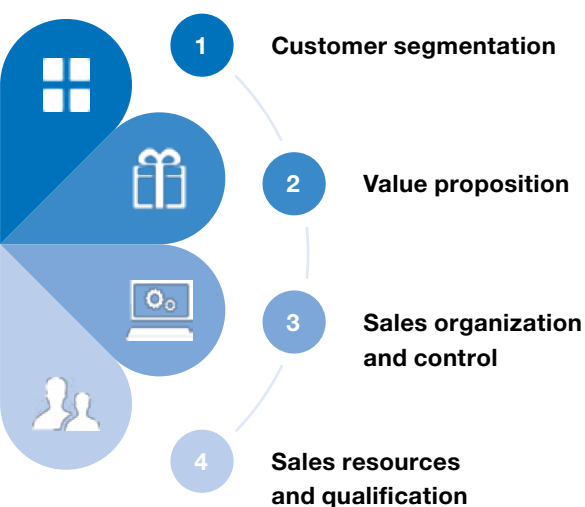 1 Customer segmentation
2 Value proposition
3 Sales organization
and control
4 Sales resources
and qualification